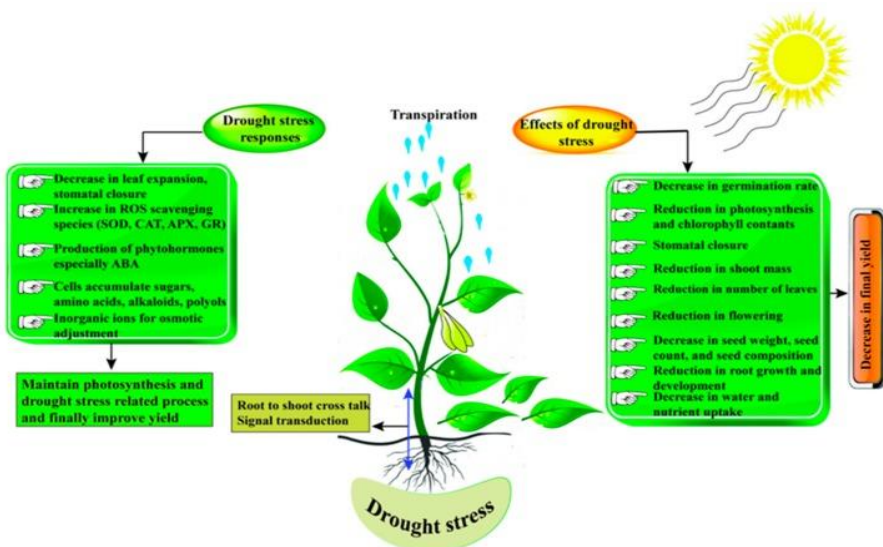 Drought stress
responses
Decrease in leaf expansion,
stomatal closure
Increase in ROS scavenging
species (SOD, CAT, APX, GR)
Production of phytohormones
especially ABA
Cells accumulate sugars,
amino acids, alkaloids, polyols
Inorganic ions for osmotic
adjustment
Maintain photosynthesis and
drought stress related process
and finally improve yield
Transpiration
Root to shoot cross talk
Signal transduction
Drought stress
Effects of drought
stress
Decrease in germination rate
Reduction in photosynthesis
and chlorophyll contants
Stomatal closure
Reduction in shoot mass
Reduction in number of leaves
Reduction in flowering
Decrease in seed weight, seed
count, and seed composition
Reduction in root growth and
development
Decrease in water and
nutrient uptake
Decrease in final yield